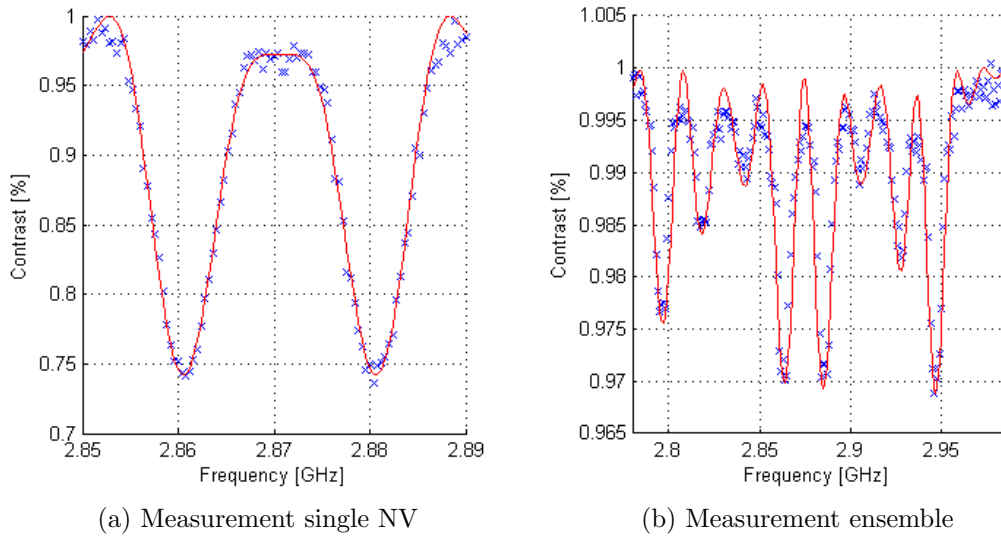 1
0.95
0.9
0.85
0.8
0.75
0.7
Contrast [%]
2.85 2.86 2.87 2.88 2.89
Frequency [GHz]
(a) Measurement single NV
1.005
1
0.995
0.99
0.985
0.98
0.975
0.97
0.965
Contrast [%]
2.8 2.85 2.9 2.95
Frequency [GHz]
(b) Measurement ensemble